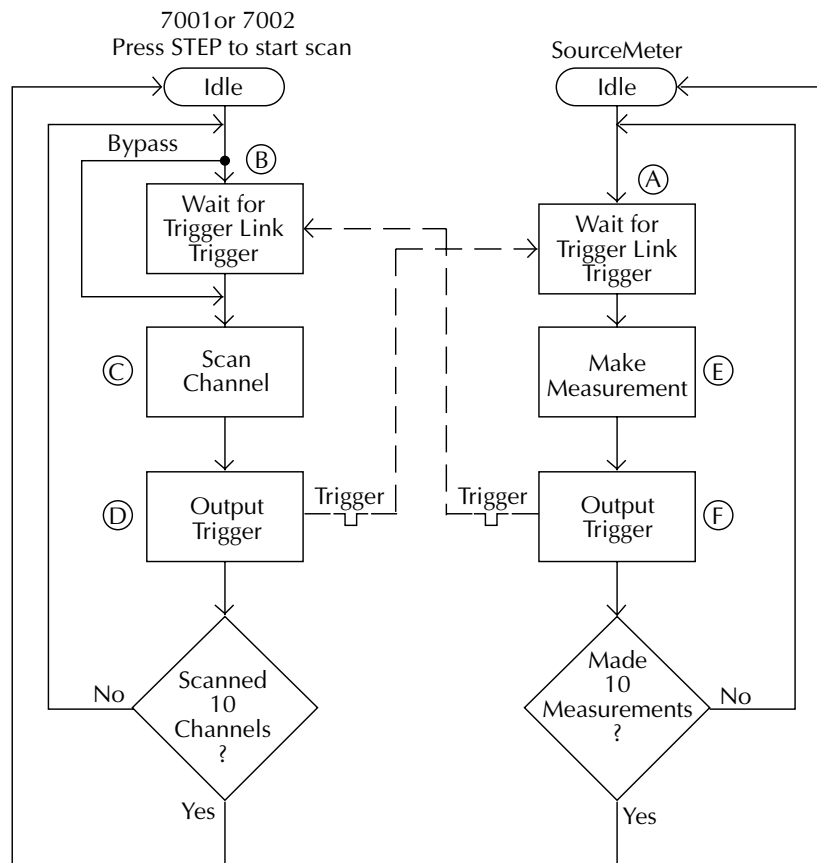 7001or 7002
Press STEP to start scan
Idle
Bypass
B
Wait for
Trigger Link
Trigger
C
Scan
Channel
D
Output
Trigger
Trigger
No
Scanned
10
Channels
?
Yes
SourceMeter
Idle
A
Wait for
Trigger Link
Trigger
Make
Measurement
E
Trigger
Output
Trigger
F
Made
10
Measurements
?
No
Yes